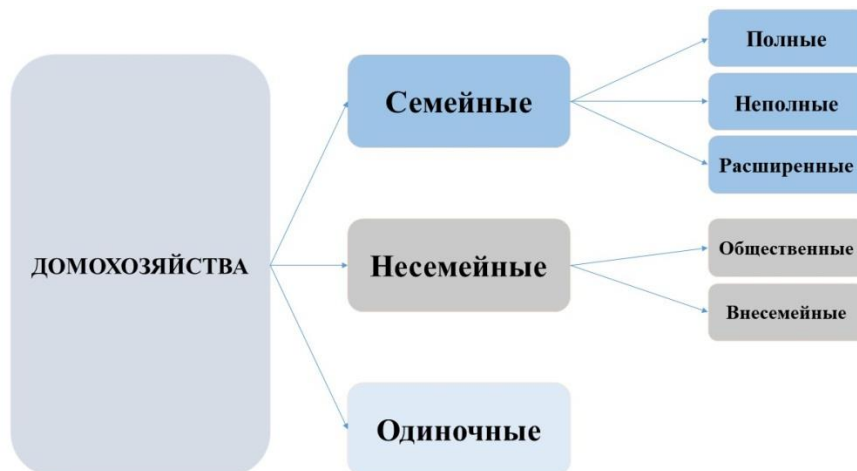 ДОМОХОЗЯЙСТВА
Семейные
Полные
Неполные
Расширенные
Несемейные
Общественные
Внесемейные
Одиночные